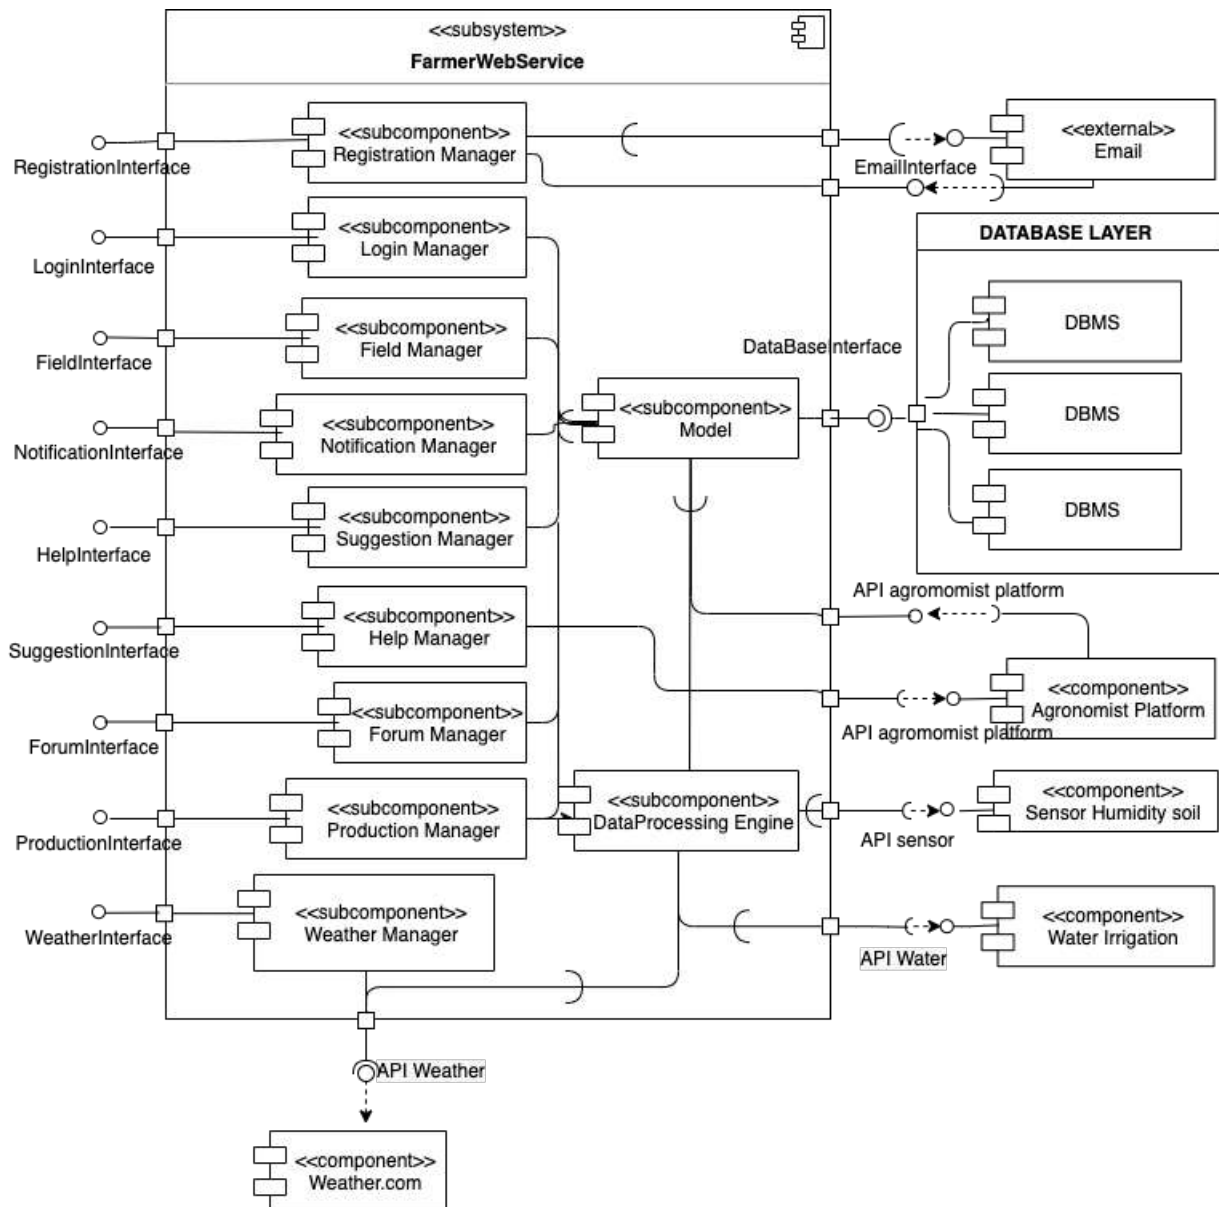 <<subsystem>>
FarmerWebService
<<subcomponent>>
Registration Manager
<<external>>
Email
RegistrationInterface
EmailInterface
<<subcomponent>>
Login Manager
LoginInterface
DATABASE LAYER
<<subcomponent>>
Field Manager
FieldInterface
DBMS
DataBaseInterface
<<subcomponent>>
Notification Manager
NotificationInterface
<<subcomponent>>
Model
DBMS
<<subcomponent>>
Suggestion Manager
HelpInterface
DBMS
<<subcomponent>>
Help Manager
SuggestionInterface
API agromomist platform
<<component>>
Agronomist Platform
API agromomist platform
<<subcomponent>>
Forum Manager
ForumInterface
<<subcomponent>>
Production Manager
ProductionInterface
<<subcomponent>>
DataProcessing Engine
<<component>>
Sensor Humidity soil
API sensor
<<subcomponent>>
Weather Manager
WeatherInterface
<<component>>
Water Irrigation
API Water
API Weather
<<component>>
Weather.com